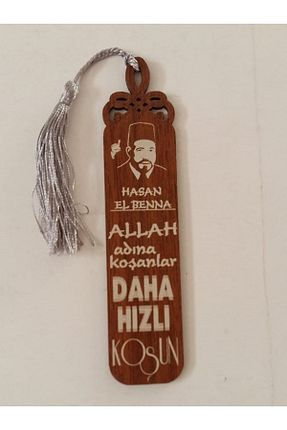 HASAN
EL BENNA
ALLAH
adına
koşanlar
DAHA
HIZLI
KOŞUN